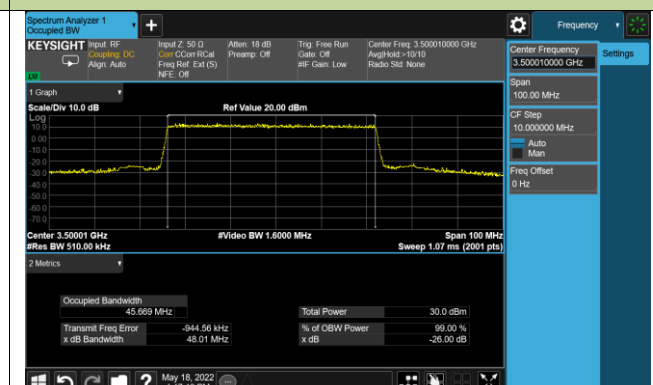 Spectrum Analyzer 1
Occupied BW
Frequency
KEYSIGHT
Input: RF
Coupling: DC
Align: Auto
Input Z: 50 Ω
Corr CCorr RCal
Freq Ref: Ext (S)
NFE: Off
Atten: 18 dB
Preamp: Off
Trig: Free Run
Gate: Off
#IF Gain: Low
Center Freq: 3.500010000 GHz
Avg|Hold:>10/10
Radio Std: None
Center Frequency
3.500010000 GHz
Settings
Span
100.00 MHz
CF Step
10.000000 MHz
Auto
Man
Freq Offset
0 Hz
1 Graph
Scale/Div 10.0 dB
Ref Value 20.00 dBm
Log
10.0
0.00
-10.0
-20.0
-30.0
-40.0
-50.0
-60.0
-70.0
Center 3.50001 GHz
#Video BW 1.6000 MHz
Span 100 MHz
#Res BW 510.00 kHz
Sweep 1.07 ms (2001 pts)
2 Metrics
Occupied Bandwidth
45.669 MHz
Total Power
30.0 dBm
Transmit Freq Error
-944.56 kHz
% of OBW Power
99.00 %
x dB Bandwidth
48.01 MHz
x dB
-26.00 dB
May 18, 2022